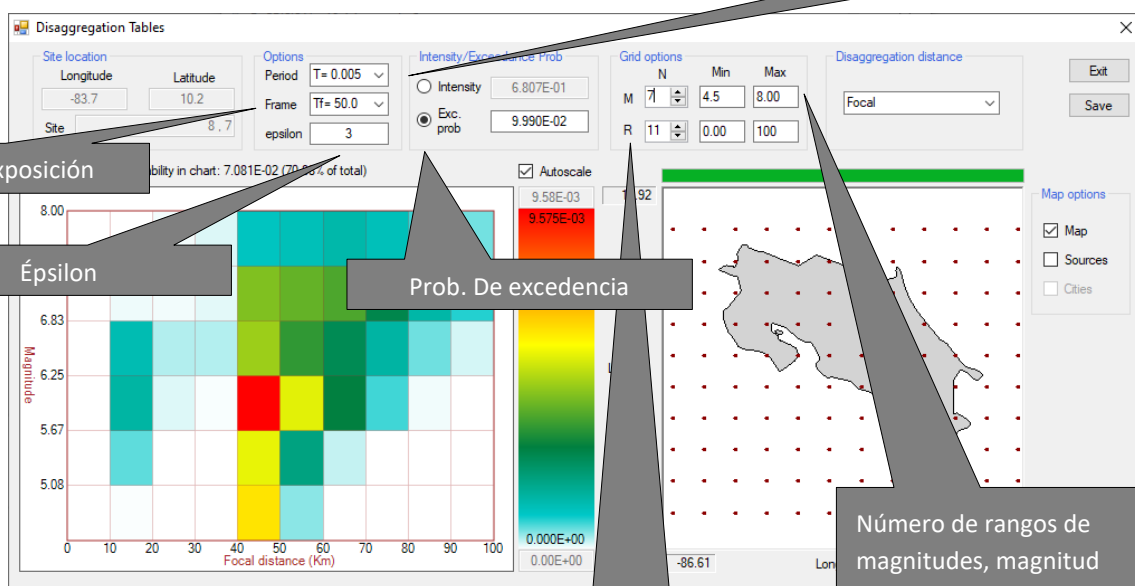 Disaggregation Tables
Site location
Longitude
Latitude
-83.7
10.2
Site
8 , 7
Options
Period
T= 0.005
Frame
Tf= 50.0
epsilon
3
Intensity/Exceedance Prob
Intensity
6.807E-01
Exc. prob
9.990E-02
Grid options
N
Min
Max
M
7
4.5
8.00
R
11
0.00
100
Disaggregation distance
Focal
Exit
Save
in chart: 7.081E-02
of total)
Autoscale
9.58E-03
9.575E-03
0.000E+00
0.00E+00
Map options
Map
Sources
Cities
Épsilon
Prob. De excedencia
Número de rangos de
magnitudes, magnitud
8.00
6.83
6.25
5.67
5.08
Magnitude
0 10 20 30 40 50 60 70 80 90 100
Focal distance (Km)
-86.61